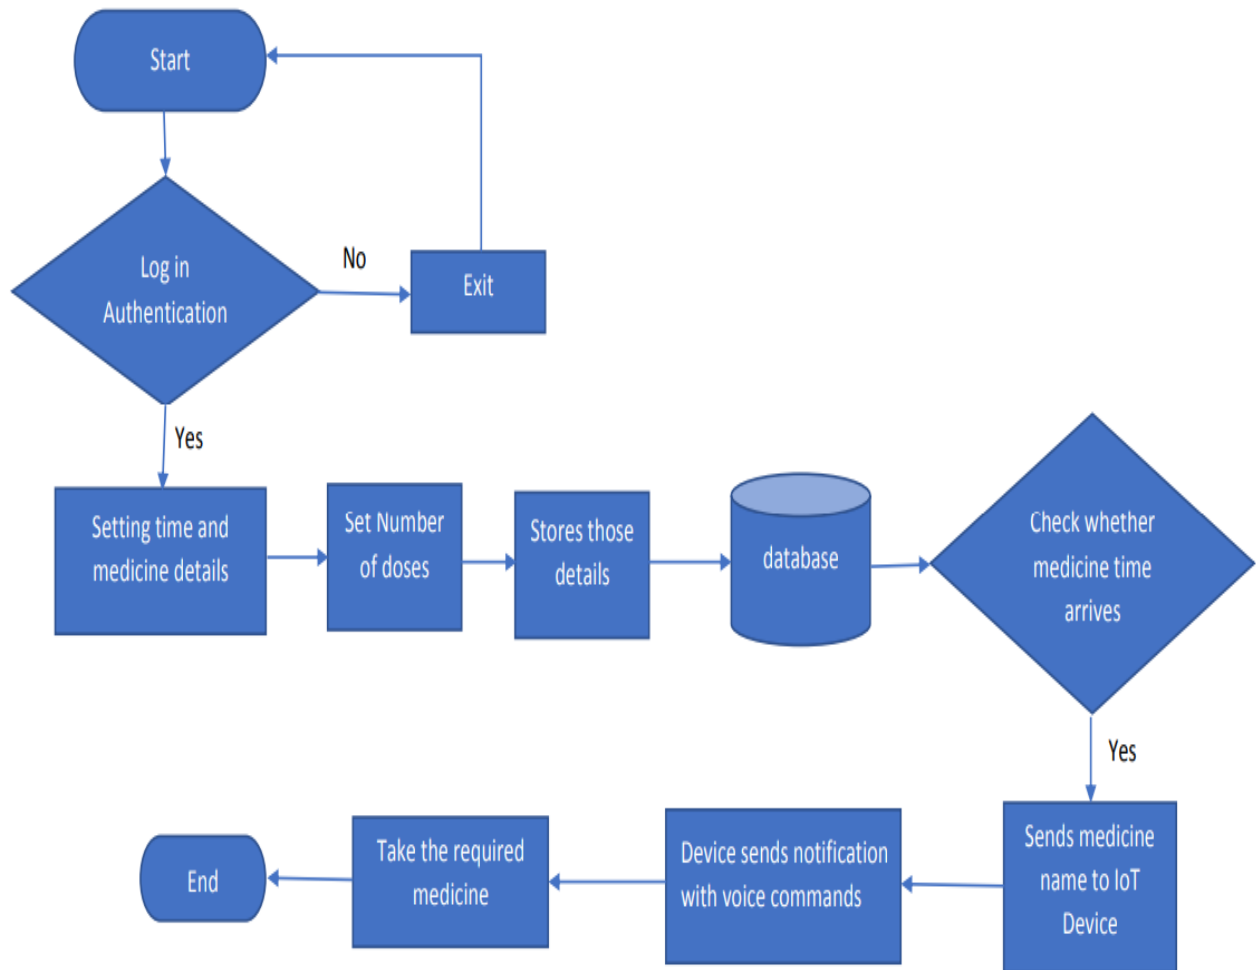 Start
Log in
Authentication
No
Exit
Yes
Setting time and
medicine details
Set Number
of doses
Stores those
details
database
Check whether
medicine time
arrives
Yes
Sends medicine
name to IoT
Device
Device sends notification
with voice commands
Take the required
medicine
End